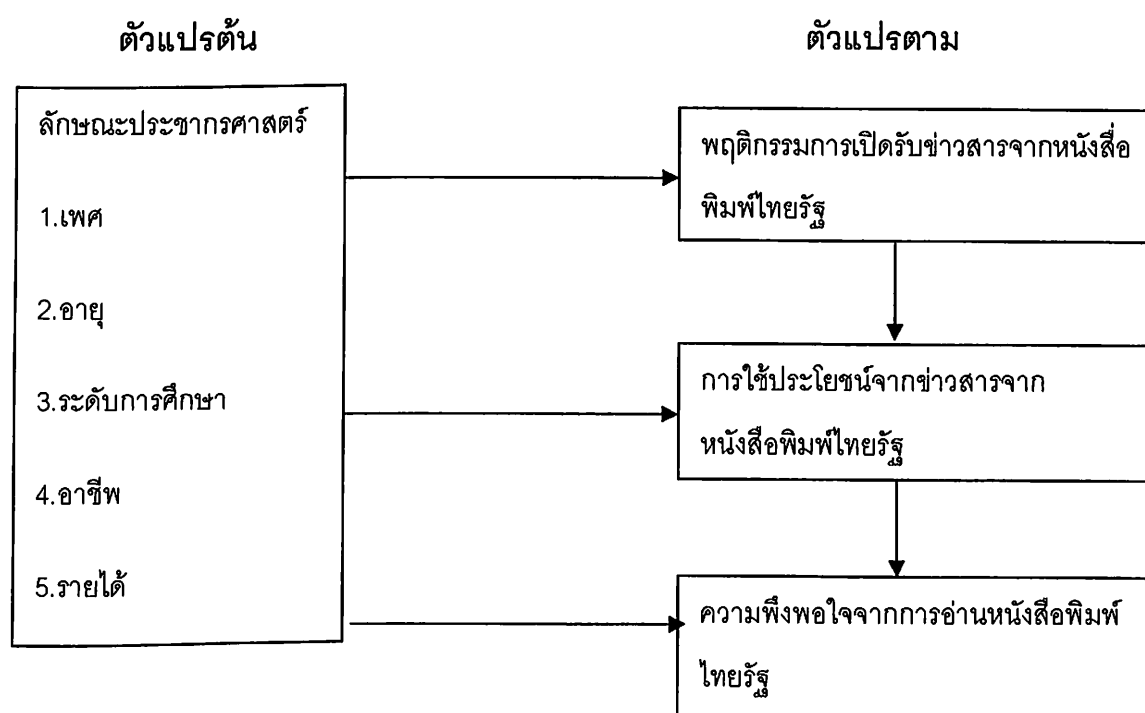 ตัวแปรต้น
ตัวแปรตาม
ลักษณะประชากรศาสตร์
1.เพศ
2.อายุ
3.ระดับการศึกษา
4.อาชีพ
5.รายได้
พฤติกรรมการเปิดรับข่าวสารจากหนังสือ
พิมพ์ไทยรัฐ
การใช้ประโยชน์จากข่าวสารจาก
หนังสือพิมพ์ไทยรัฐ
ความพึงพอใจจากการอ่านหนังสือพิมพ์
ไทยรัฐ